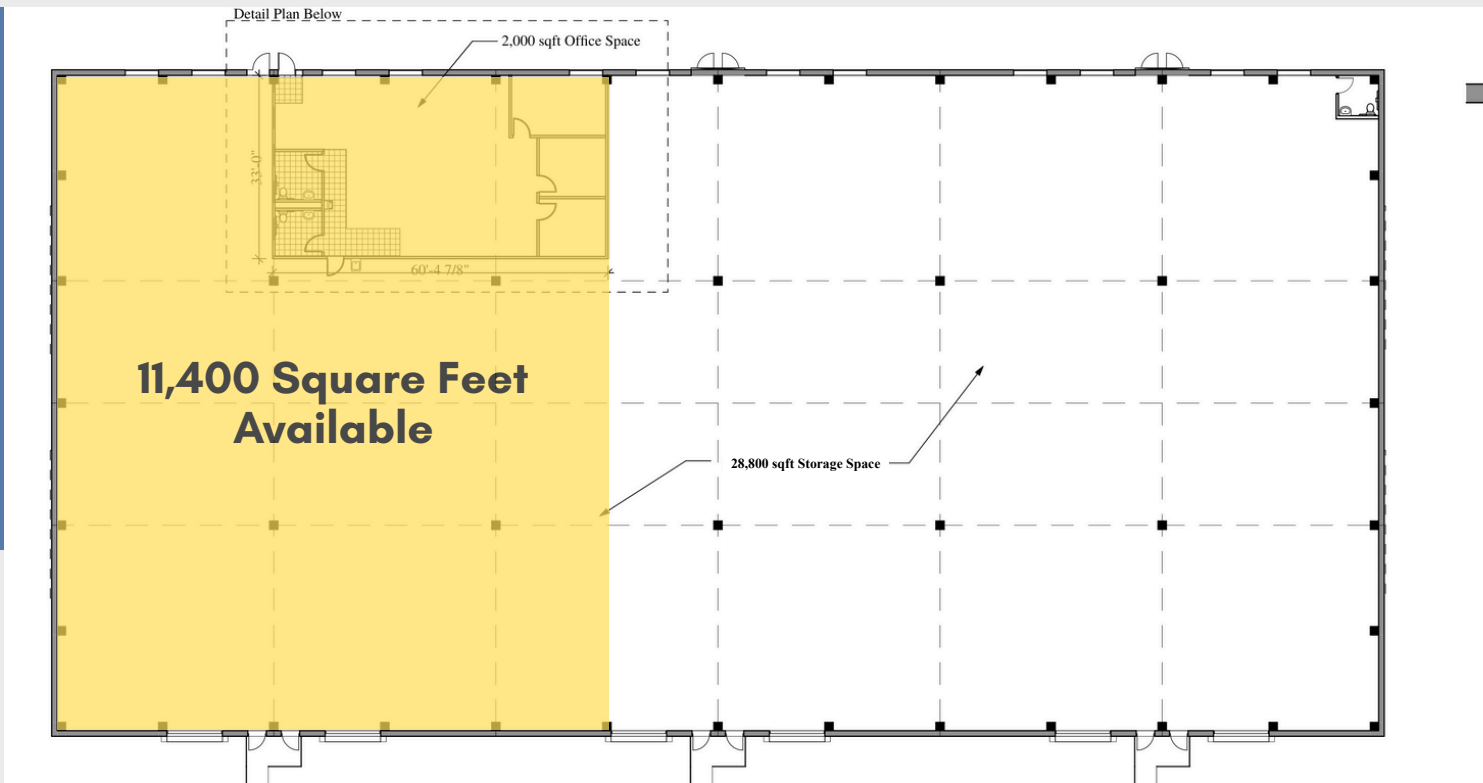 Detail Plan Below
2,000 sqft Office Space
33'-0"
60'-4 7/8"
11,400 Square Feet
Available
28,800 sqft Storage Space